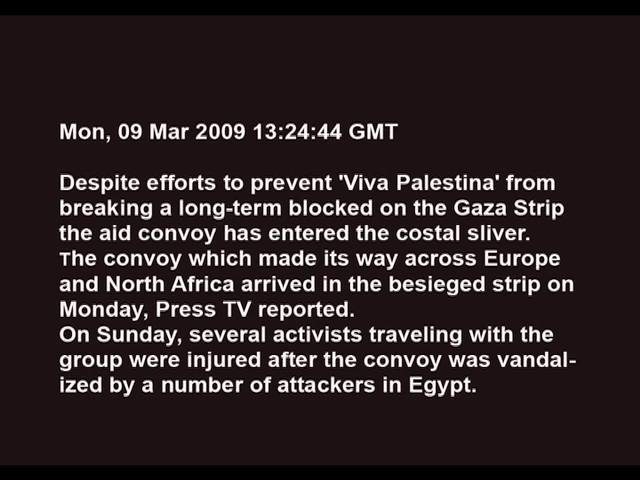 Mon, 09 Mar 2009 13:24:44 GMT
Despite efforts to prevent 'Viva Palestina' from
breaking a long-term blocked on the Gaza Strip
the aid convoy has entered the costal sliver.
The convoy which made its way across Europe
and North Africa arrived in the besieged strip on
Monday, Press TV reported.
On Sunday, several activists traveling with the
group were injured after the convoy was vandal-
ized by a number of attackers in Egypt.